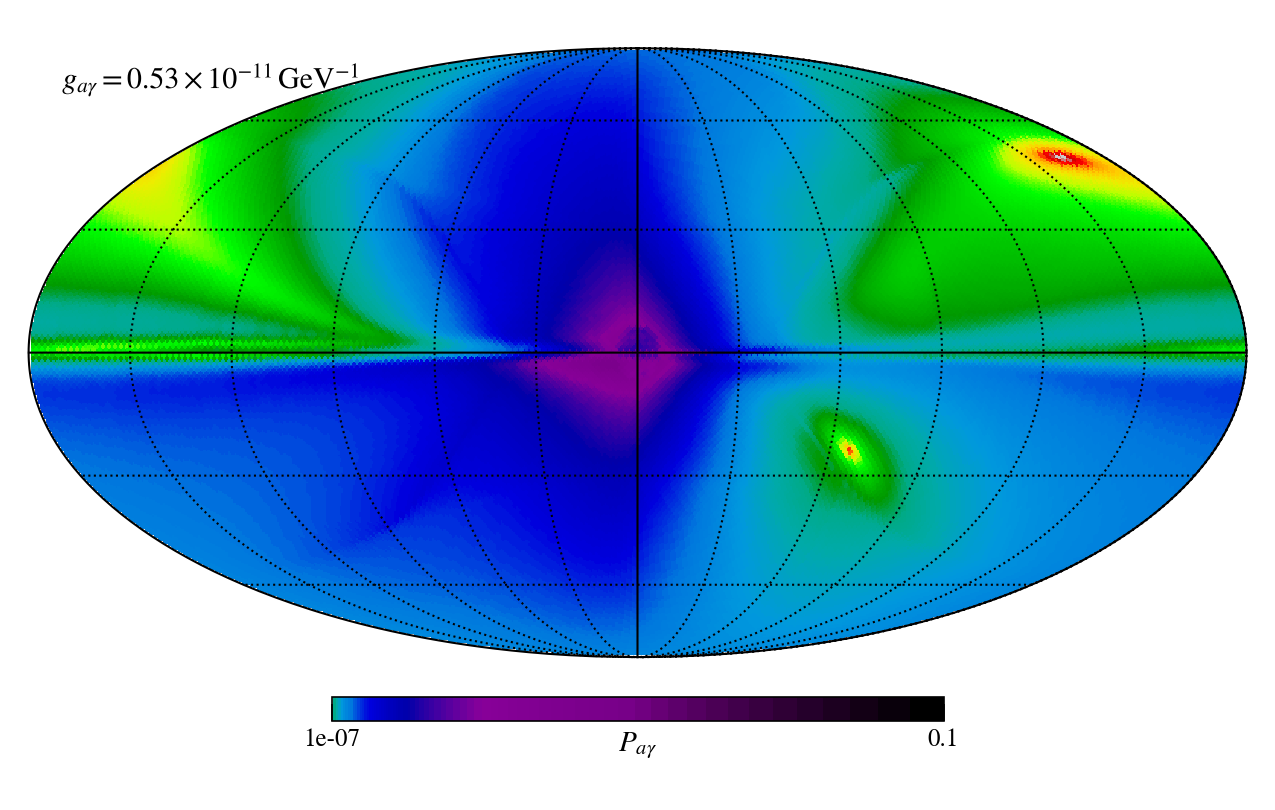 g_{aγ} = 0.53 × 10^{−11} GeV^{−1}
1e-07 P_{aγ} 0.1